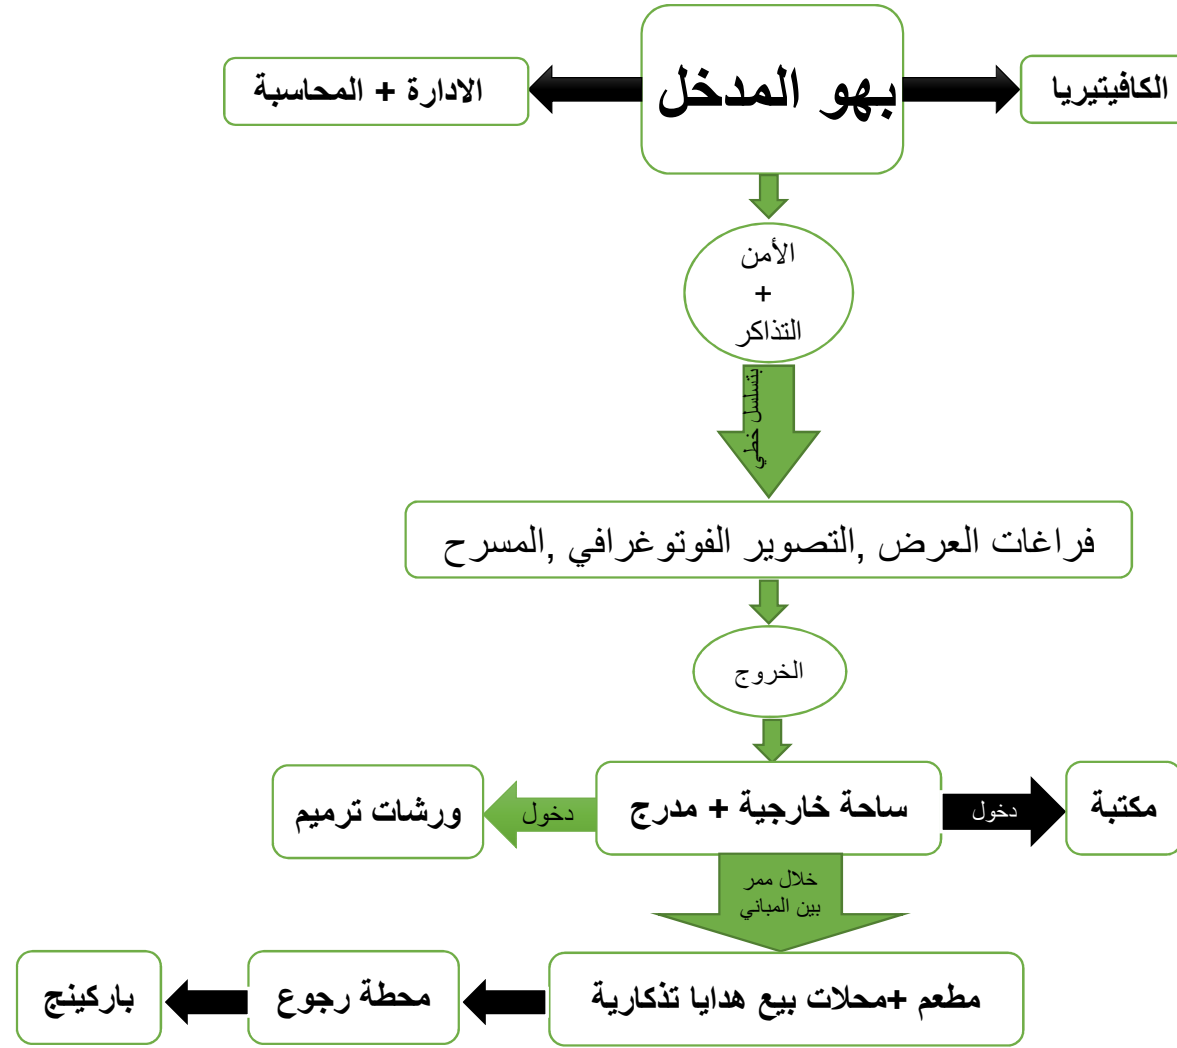 بهو المدخل
الكافيتيريا
الادارة + المحاسبة
الأمن
+
التذاكر
بتسلسل خطي
فراغات العرض ,التصوير الفوتوغرافي ,المسرح
الخروج
مكتبة
دخول
ساحة خارجية + مدرج
دخول
ورشات ترميم
خلال ممر
بين المباني
مطعم +محلات بيع هدايا تذكارية
محطة رجوع
باركينج